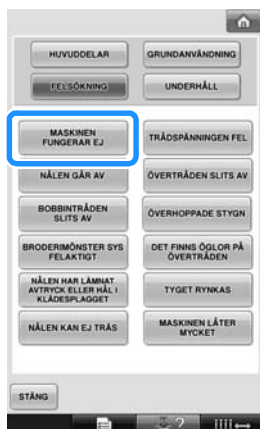 HUVUDDELAR
GRUNDANVÄNDNING
FELSÖKNING
UNDERHÅLL
MASKINEN
FUNGERAR EJ
TRÅDSPÄNNINGEN FEL
NÅLEN GÅR AV
ÖVERTRÅDEN SLITS AV
BOBBINTRÅDEN
SLITS AV
ÖVERHOPPADE STYGN
BRODERIMÖNSTER SYS
FELAKTIGT
DET FINNS ÖGLOR PÅ
ÖVERTRÅDEN
NÅLEN HAR LÄMNAT
AVTRYCK ELLER HÅL I
KLÄDESPLAGGET
TYGET RYNKAS
NÅLEN KAN EJ TRÄS
MASKINEN LÅTER
MYCKET
STÄNG
?